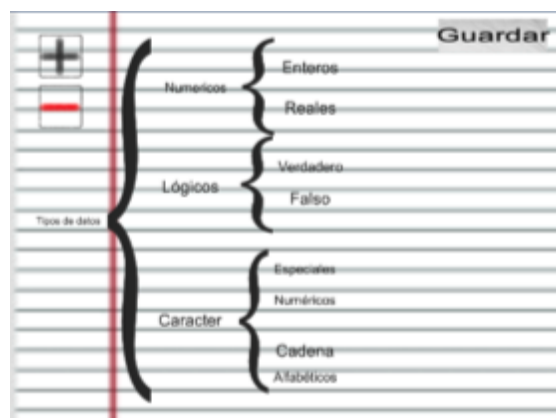 Guardar
Tipos de datos
Numericos
Enteros
Reales
Lógicos
Verdadero
Falso
Caracter
Especiales
Numéricos
Cadena
Alfabéticos